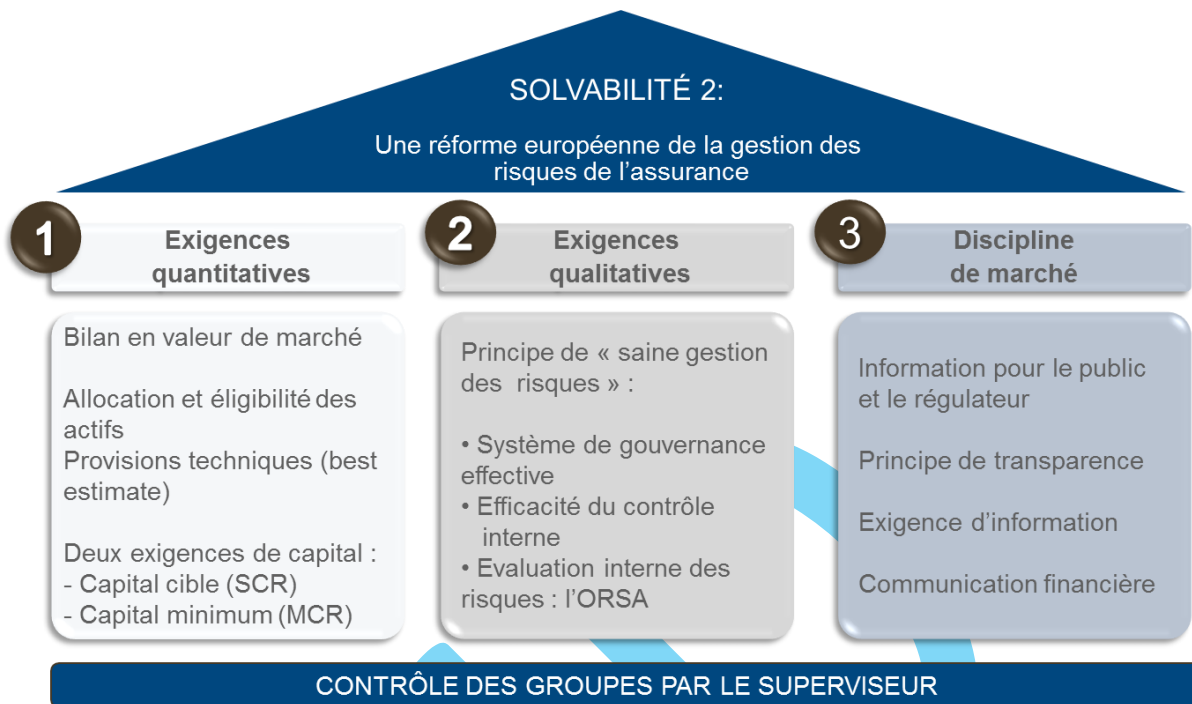 SOLVABILITÉ 2:
Une réforme européenne de la gestion des
risques de l’assurance
1
Exigences
quantitatives
Bilan en valeur de marché
Allocation et éligibilité des
actifs
Provisions techniques (best
estimate)
Deux exigences de capital :
- Capital cible (SCR)
- Capital minimum (MCR)
2
Exigences
qualitatives
Principe de « saine gestion
des risques » :
• Système de gouvernance
effective
• Efficacité du contrôle
interne
• Evaluation interne des
risques : l’ORSA
3
Discipline
de marché
Information pour le public
et le régulateur
Principe de transparence
Exigence d’information
Communication financière
CONTRÔLE DES GROUPES PAR LE SUPERVISEUR